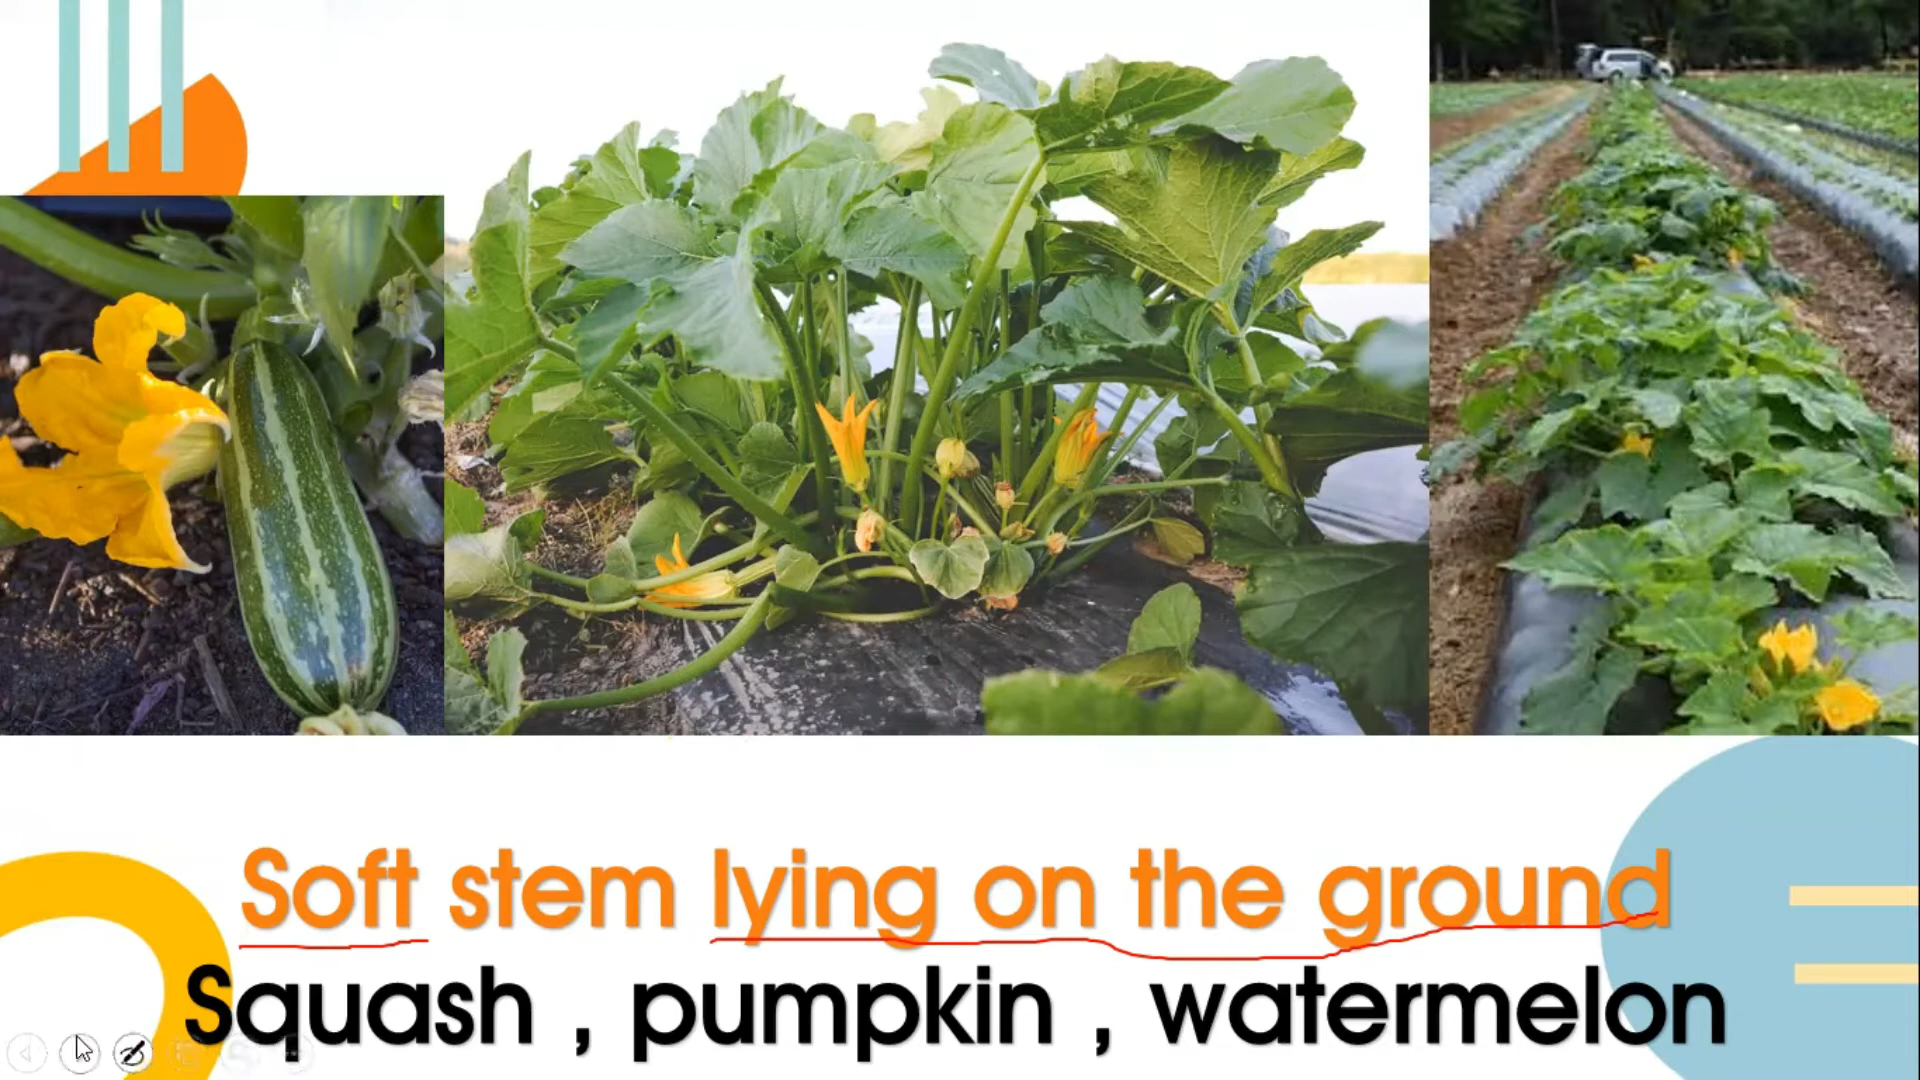 Soft stem lying on the ground
Squash , pumpkin , watermelon